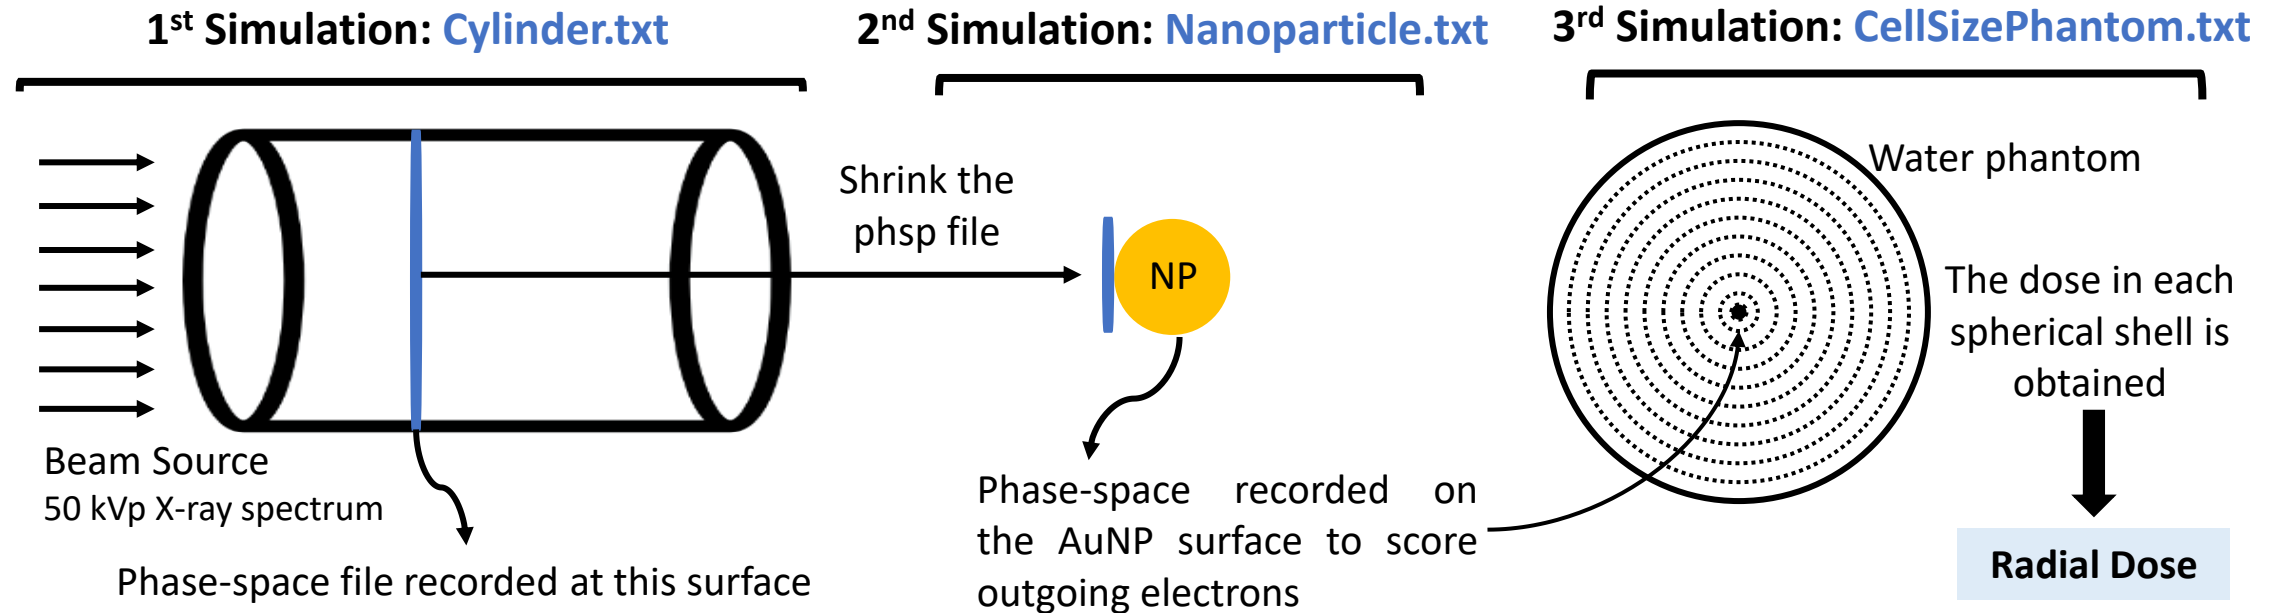 1st Simulation: Cylinder.txt
2nd Simulation: Nanoparticle.txt
3rd Simulation: CellSizePhantom.txt
Beam Source
50 kVp X-ray spectrum
Phase-space file recorded at this surface
Shrink the
phsp file
NP
Phase-space recorded on
the AuNP surface to score
outgoing electrons
Water phantom
The dose in each
spherical shell is
obtained
Radial Dose